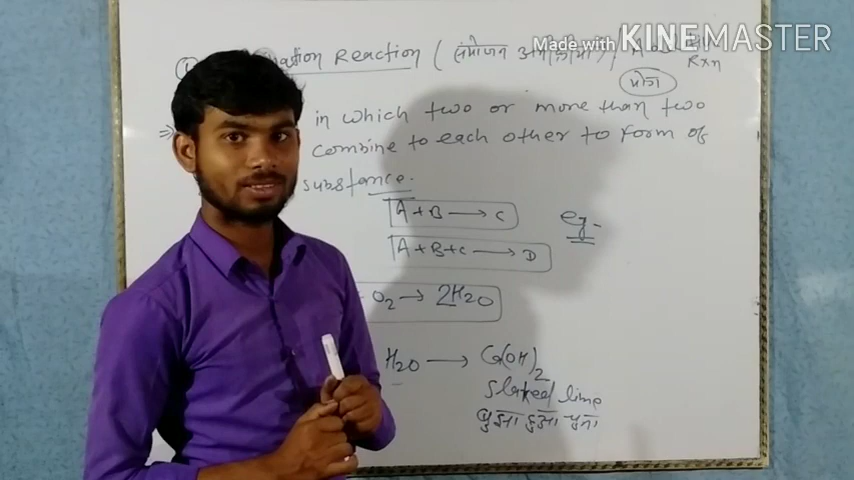 Made with KINEMASTER
ation Reaction ( संयोजन
Rxn
योग
⇒ in which two or more than two
combine to each other to form of
substance.
A + B → C
eg-
A + B + C → D
O2 → 2H2O
H2O → Ca(OH)2
Slaked lime
बुझा हुआ चुना